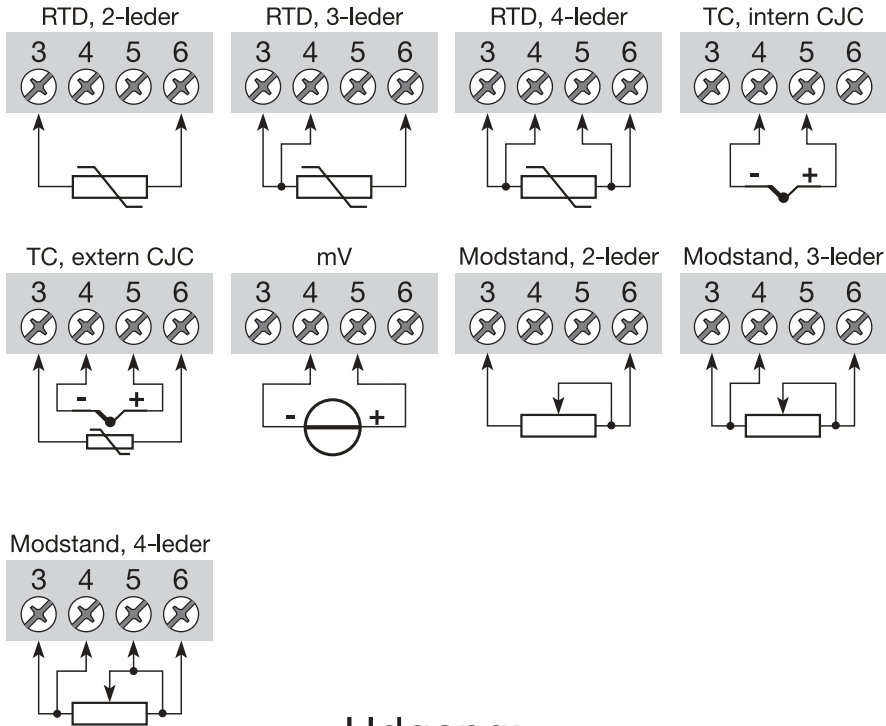 RTD, 2-leder
3 4 5 6
RTD, 3-leder
3 4 5 6
RTD, 4-leder
3 4 5 6
TC, intern CJC
3 4 5 6
- +
TC, extern CJC
3 4 5 6
- +
mV
3 4 5 6
- +
Modstand, 2-leder
3 4 5 6
Modstand, 3-leder
3 4 5 6
Modstand, 4-leder
3 4 5 6